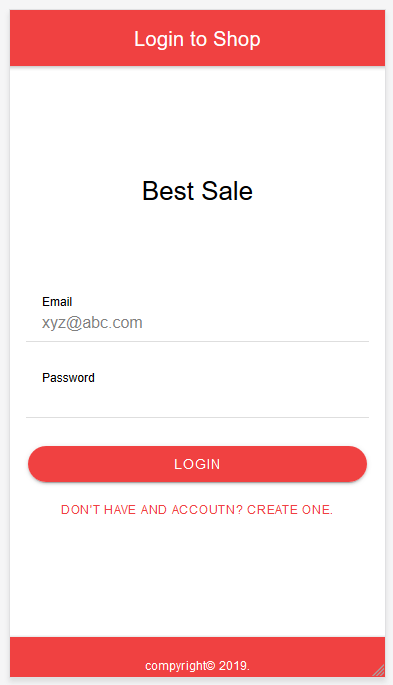 Login to Shop
Best Sale
Email
xyz@abc.com
Password
LOGIN
DON'T HAVE AND ACCOUTN? CREATE ONE.
compyright© 2019.